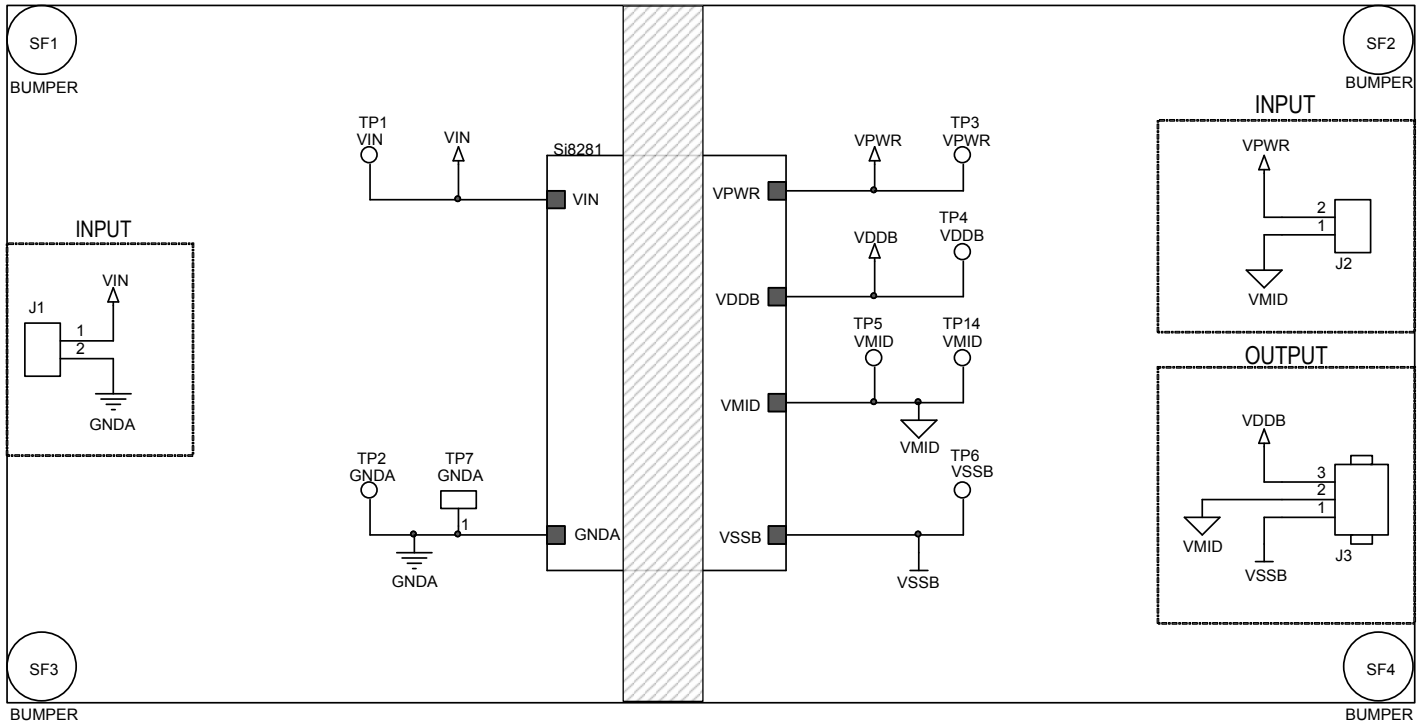 SF1
BUMPER
SF2
BUMPER
INPUT
VPWR
2
1
J2
VMID
TP1
VIN
VIN
Si8281
VIN
VPWR
VPWR
TP3
VPWR
INPUT
VIN
J1
1
2
GNDA
VDDB
VDDB
TP4
VDDB
TP5
VMID
TP14
VMID
VMID
VMID
OUTPUT
VDDB
3
2
1
VMID
VSSB
J3
TP2
GNDA
TP7
GNDA
1
GNDA
GNDA
VSSB
TP6
VSSB
VSSB
SF3
BUMPER
SF4
BUMPER